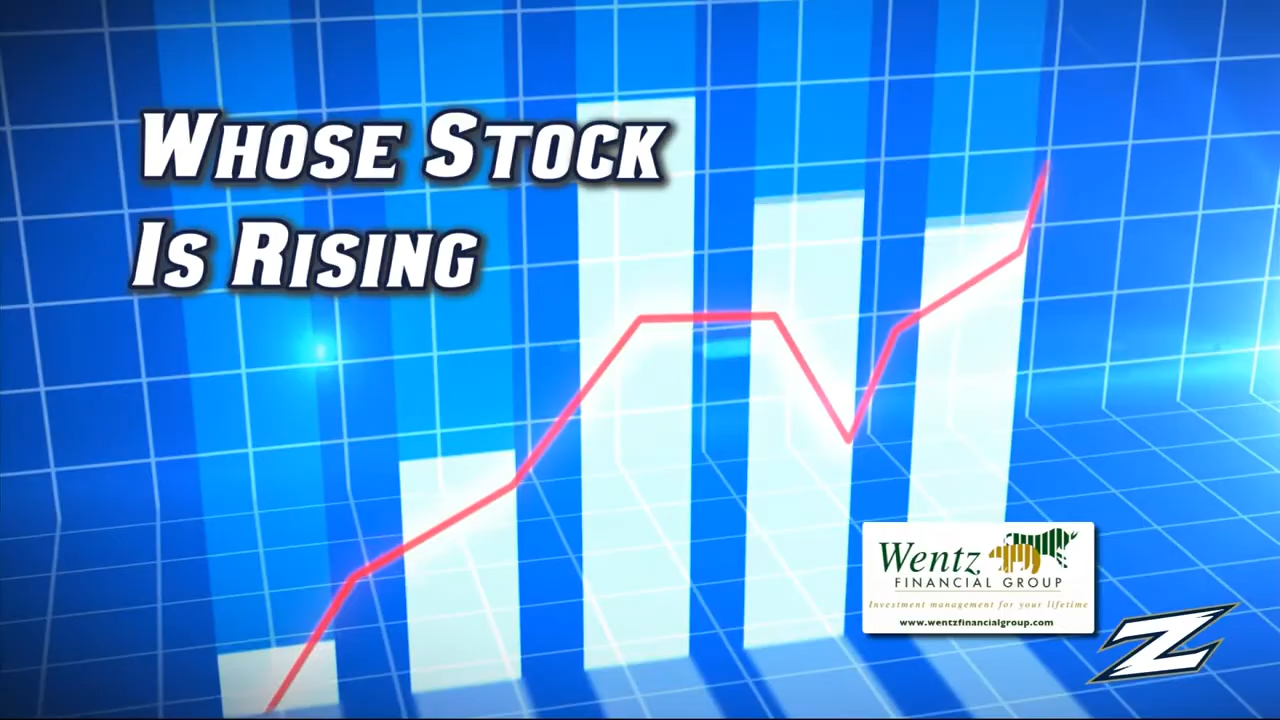 Whose Stock
Is Rising
Wentz
FINANCIAL GROUP
Investment management for your lifetime
www.wentzfinancialgroup.com
Z